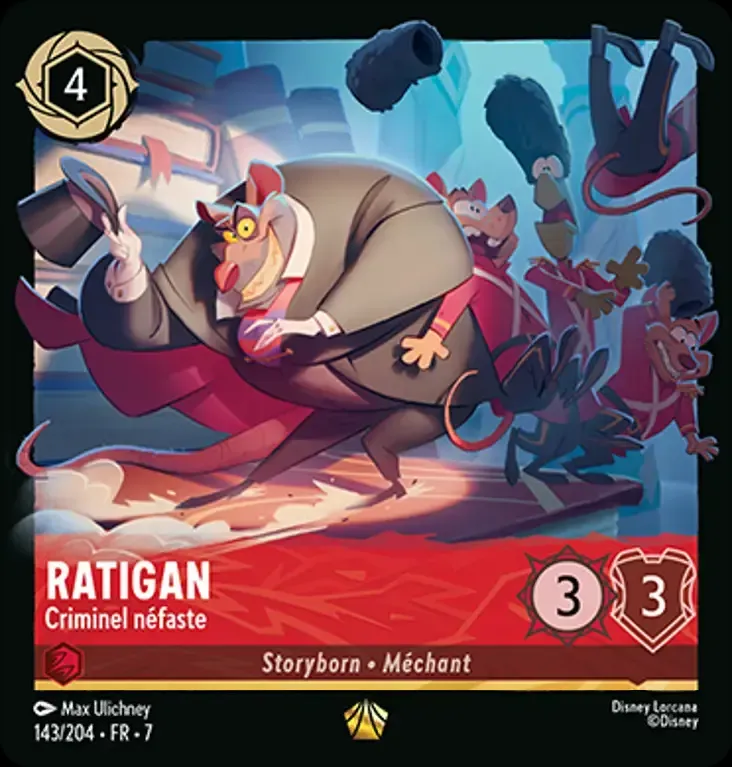 4
RATIGAN
Criminel néfaste
3 3
Storyborn • Méchant
Max Ulichney
Disney Lorcana
143/204 • FR • 7
©Disney